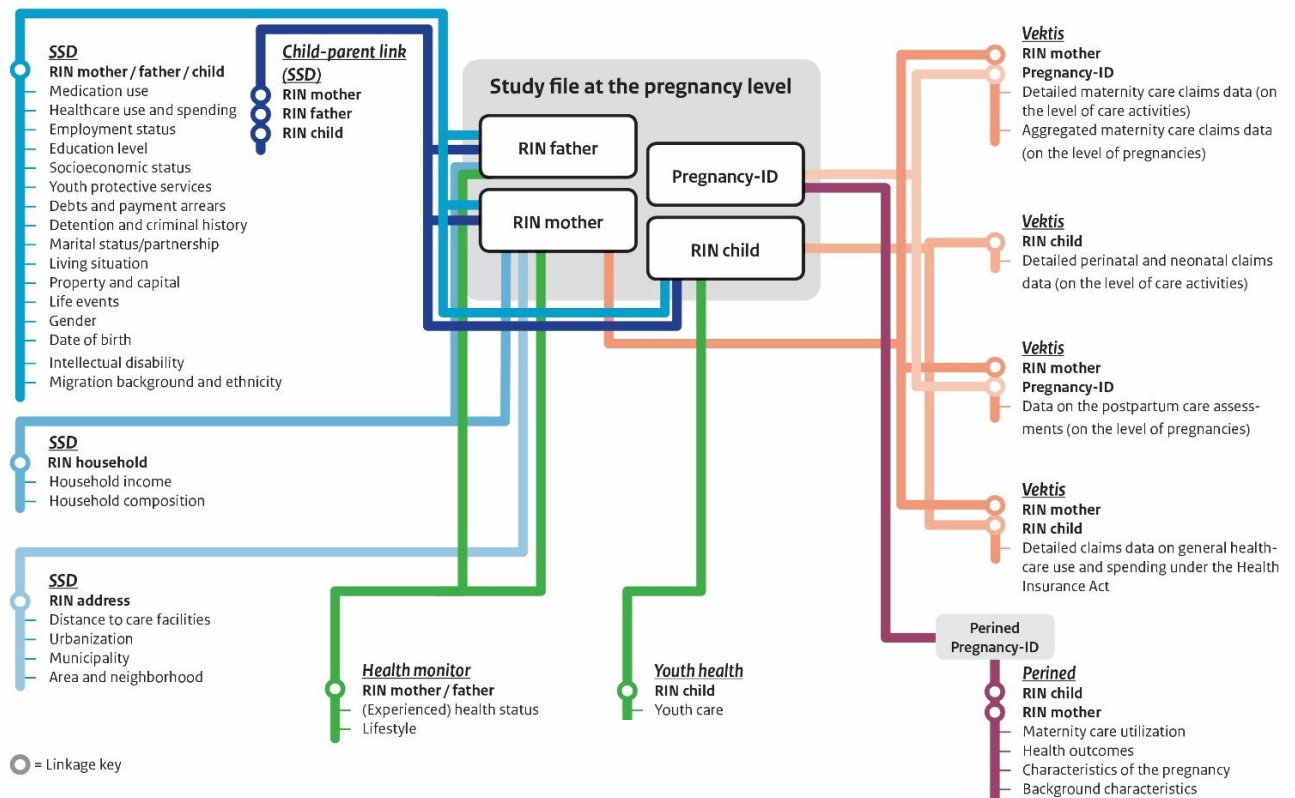 SSD
RIN mother / father / child
Medication use
Healthcare use and spending
Employment status
Education level
Socioeconomic status
Youth protective services
Debts and payment arrears
Detention and criminal history
Marital status/partnership
Living situation
Property and capital
Life events
Gender
Date of birth
Intellectual disability
Migration background and ethnicity
Child-parent link
(SSD)
RIN mother
RIN father
RIN child
Study file at the pregnancy level
RIN father
Pregnancy-ID
RIN mother
RIN child
Vektis
RIN mother
Pregnancy-ID
Detailed maternity care claims data (on
the level of care activities)
Aggregated maternity care claims data
(on the level of pregnancies)
Vektis
RIN child
Detailed perinatal and neonatal claims
data (on the level of care activities)
Vektis
RIN mother
Pregnancy-ID
Data on the postpartum care assess-
ments (on the level of pregnancies)
Vektis
RIN mother
RIN child
Detailed claims data on general health-
care use and spending under the Health
Insurance Act
SSD
RIN household
Household income
Household composition
SSD
RIN address
Distance to care facilities
Urbanization
Municipality
Area and neighborhood
Health monitor
RIN mother / father
(Experienced) health status
Lifestyle
Youth health
RIN child
Youth care
Perined
Pregnancy-ID
Perined
RIN child
RIN mother
Maternity care utilization
Health outcomes
Characteristics of the pregnancy
Background characteristics
= Linkage key